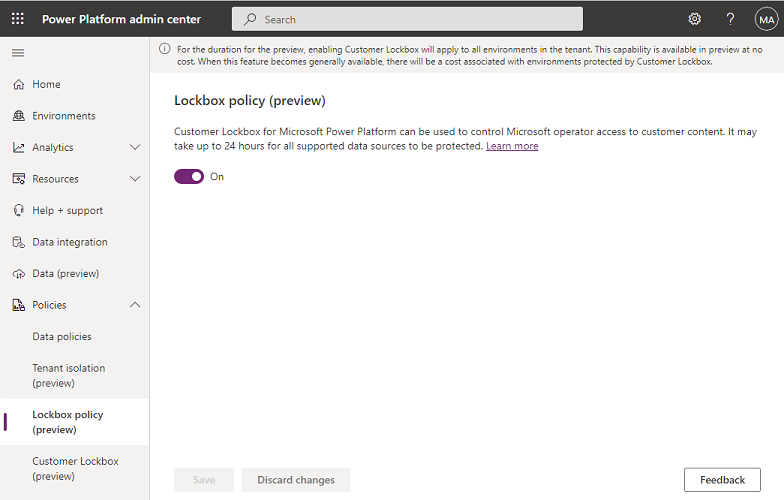 Power Platform admin center
Search
MA
For the duration for the preview, enabling Customer Lockbox will apply to all environments in the tenant. This capability is available in preview at no
cost. When this feature becomes generally available, there will be a cost associated with environments protected by Customer Lockbox.
Home
Environments
Analytics
Resources
Help + support
Data integration
Data (preview)
Policies
Data policies
Tenant isolation
(preview)
Lockbox policy
(preview)
Customer Lockbox
(preview)
Lockbox policy (preview)
Customer Lockbox for Microsoft Power Platform can be used to control Microsoft operator access to customer content. It may
take up to 24 hours for all supported data sources to be protected. Learn more
On
Save
Discard changes
Feedback